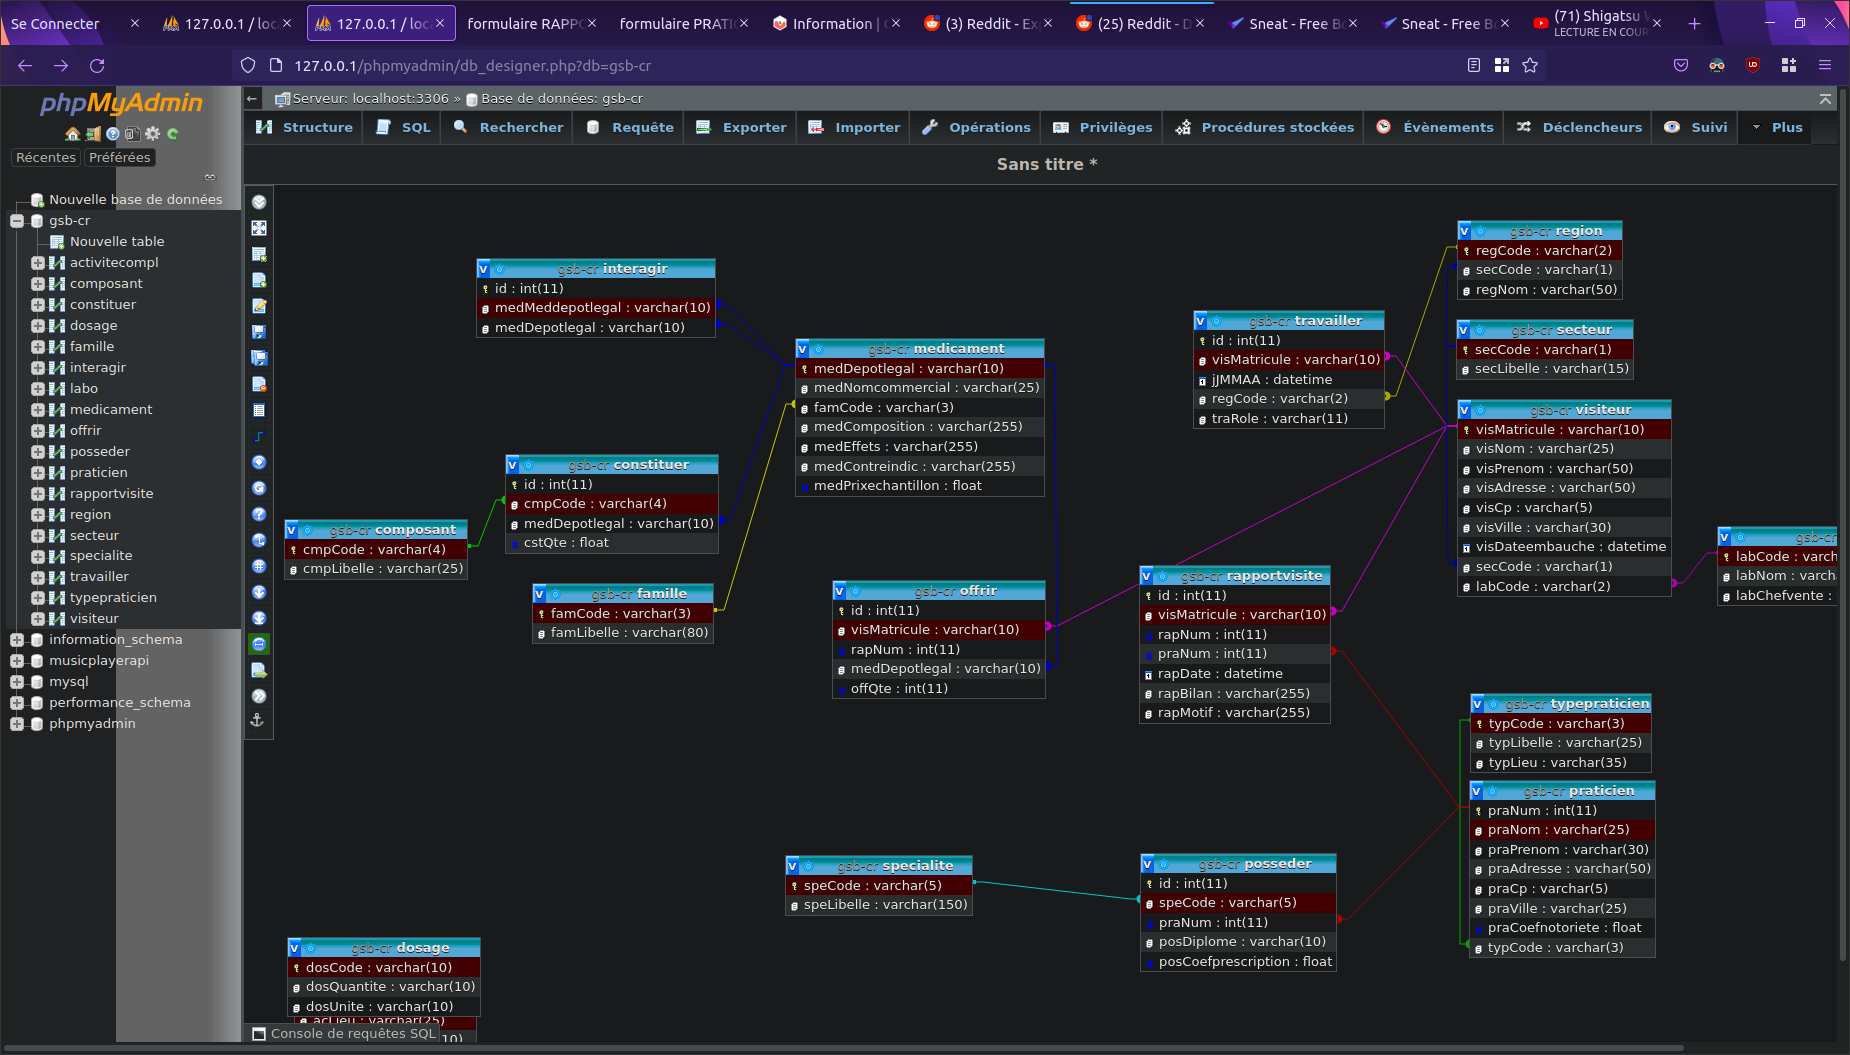 Se Connecter
127.0.0.1 / loca
127.0.0.1 / loca
formulaire RAPPO
formulaire PRATIC
Information | 
(3) Reddit - Ex
(25) Reddit - D
Sneat - Free Bo
Sneat - Free Bo
(71) Shigatsu 
LECTURE EN COUR
127.0.0.1/phpmyadmin/db_designer.php?db=gsb-cr
phpMyAdmin
Récentes
Préférées
Nouvelle base de données
gsb-cr
Nouvelle table
activitecompl
composant
constituer
dosage
famille
interagir
labo
medicament
offrir
posseder
praticien
rapportvisite
region
secteur
specialite
travailler
typepraticien
visiteur
information_schema
musicplayerapi
mysql
performance_schema
phpmyadmin
Serveur: localhost:3306 » Base de données: gsb-cr
Structure
SQL
Rechercher
Requête
Exporter
Importer
Opérations
Privilèges
Procédures stockées
Évènements
Déclencheurs
Suivi
Plus
Sans titre *
gsb-cr interagir
id : int(11)
medMeddepotlegal : varchar(10)
medDepotlegal : varchar(10)
gsb-cr medicament
medDepotlegal : varchar(10)
medNomcommercial : varchar(25)
famCode : varchar(3)
medComposition : varchar(255)
medEffets : varchar(255)
medContreindic : varchar(255)
medPrixechantillon : float
gsb-cr constituer
id : int(11)
cmpCode : varchar(4)
medDepotlegal : varchar(10)
cstQte : float
gsb-cr composant
cmpCode : varchar(4)
cmpLibelle : varchar(25)
gsb-cr famille
famCode : varchar(3)
famLibelle : varchar(80)
gsb-cr offrir
id : int(11)
visMatricule : varchar(10)
rapNum : int(11)
medDepotlegal : varchar(10)
offQte : int(11)
gsb-cr region
regCode : varchar(2)
secCode : varchar(1)
regNom : varchar(50)
gsb-cr travailler
id : int(11)
visMatricule : varchar(10)
jJMMAA : datetime
regCode : varchar(2)
traRole : varchar(11)
gsb-cr secteur
secCode : varchar(1)
secLibelle : varchar(15)
gsb-cr visiteur
visMatricule : varchar(10)
visNom : varchar(25)
visPrenom : varchar(50)
visAdresse : varchar(50)
visCp : varchar(5)
visVille : varchar(30)
visDateembauche : datetime
secCode : varchar(1)
labCode : varchar(2)
gsb-cr
labCode : varch
labNom : varcha
labChefvente :
gsb-cr rapportvisite
id : int(11)
visMatricule : varchar(10)
rapNum : int(11)
praNum : int(11)
rapDate : datetime
rapBilan : varchar(255)
rapMotif : varchar(255)
gsb-cr typepraticien
typCode : varchar(3)
typLibelle : varchar(25)
typLieu : varchar(35)
gsb-cr praticien
praNum : int(11)
praNom : varchar(25)
praPrenom : varchar(30)
praAdresse : varchar(50)
praCp : varchar(5)
praVille : varchar(25)
praCoefnotoriete : float
typCode : varchar(3)
gsb-cr specialite
speCode : varchar(5)
speLibelle : varchar(150)
gsb-cr posseder
id : int(11)
speCode : varchar(5)
praNum : int(11)
posDiplome : varchar(10)
posCoefprescription : float
gsb-cr dosage
dosCode : varchar(10)
dosQuantite : varchar(10)
dosUnite : varchar(10)
acLieu : varchar(25)
10)
Console de requêtes SQL